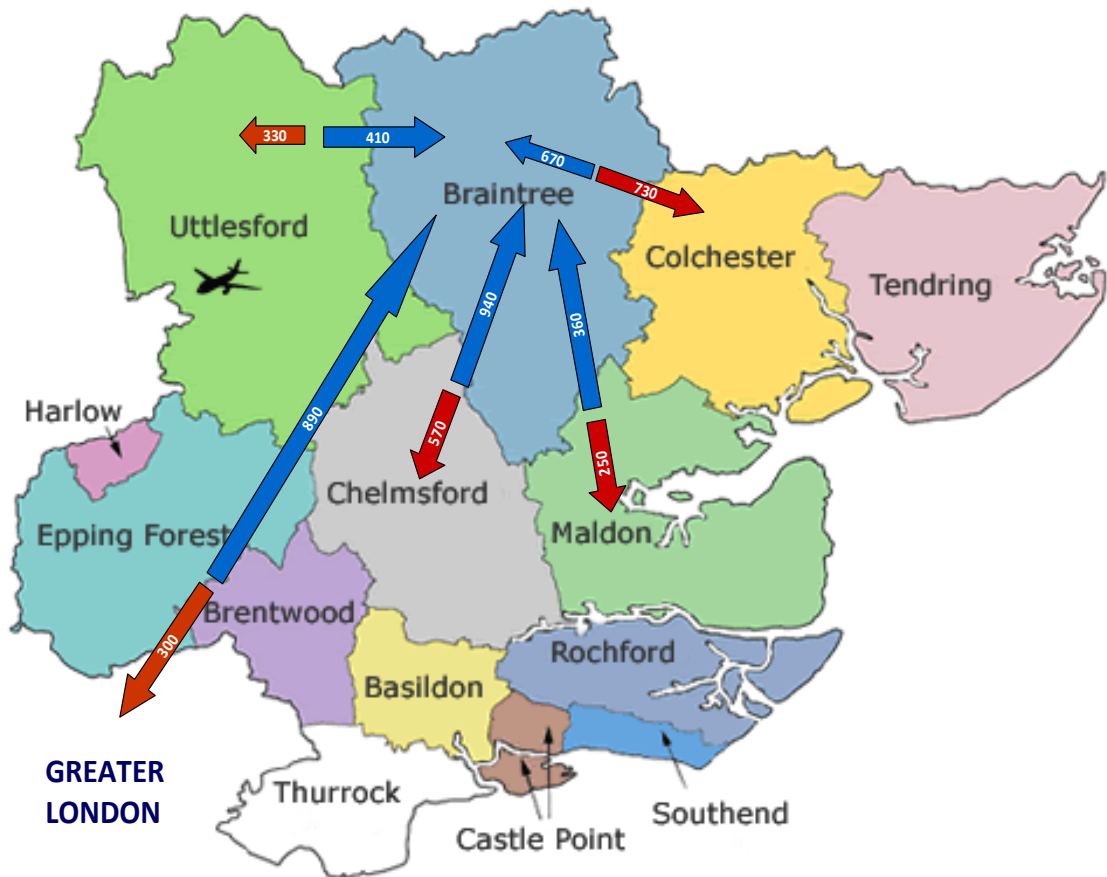 330
410
670
730
Braintree
Uttlesford
Colchester
Tendring
940
360
890
Harlow
570
250
Chelmsford
Epping Forest
Maldon
Brentwood
300
Rochford
Basildon
GREATER
LONDON
Thurrock
Southend
Castle Point